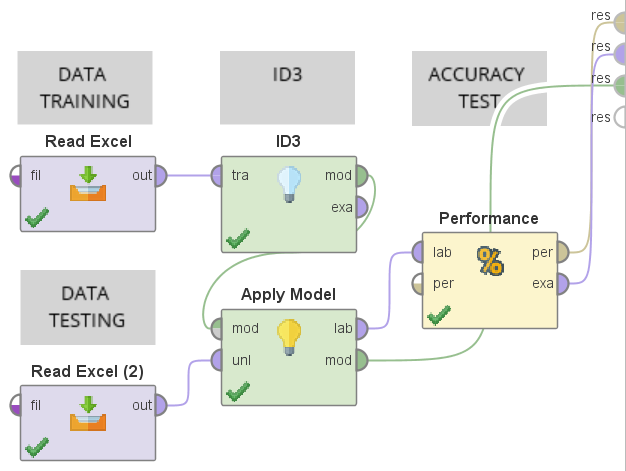 res
DATA
TRAINING
ID3
ACCURACY
TEST
res
res
res
Read Excel
fil
out
ID3
tra
mod
exa
DATA
TESTING
Performance
lab
per
%
per
exa
Apply Model
mod
lab
unl
mod
Read Excel (2)
fil
out